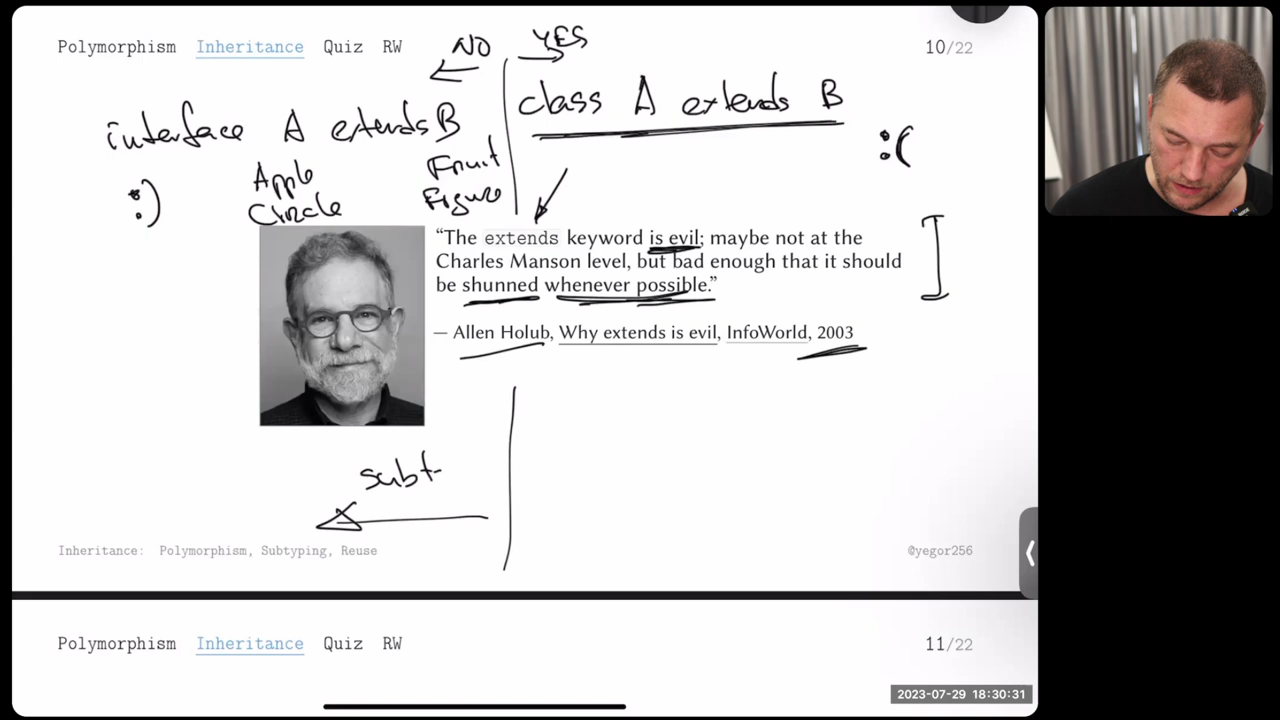 Polymorphism Inheritance Quiz RW 10/22
NO YES
class A extends B
interface A extends B
:(
Apple Fruit
:)
Circle Figure
“The extends keyword is evil; maybe not at the
Charles Manson level, but bad enough that it should
be shunned whenever possible.”
— Allen Holub, Why extends is evil, InfoWorld, 2003
subt
Inheritance: Polymorphism, Subtyping, Reuse @yegor256
Polymorphism Inheritance Quiz RW 11/22
2023-07-29 18:30:31